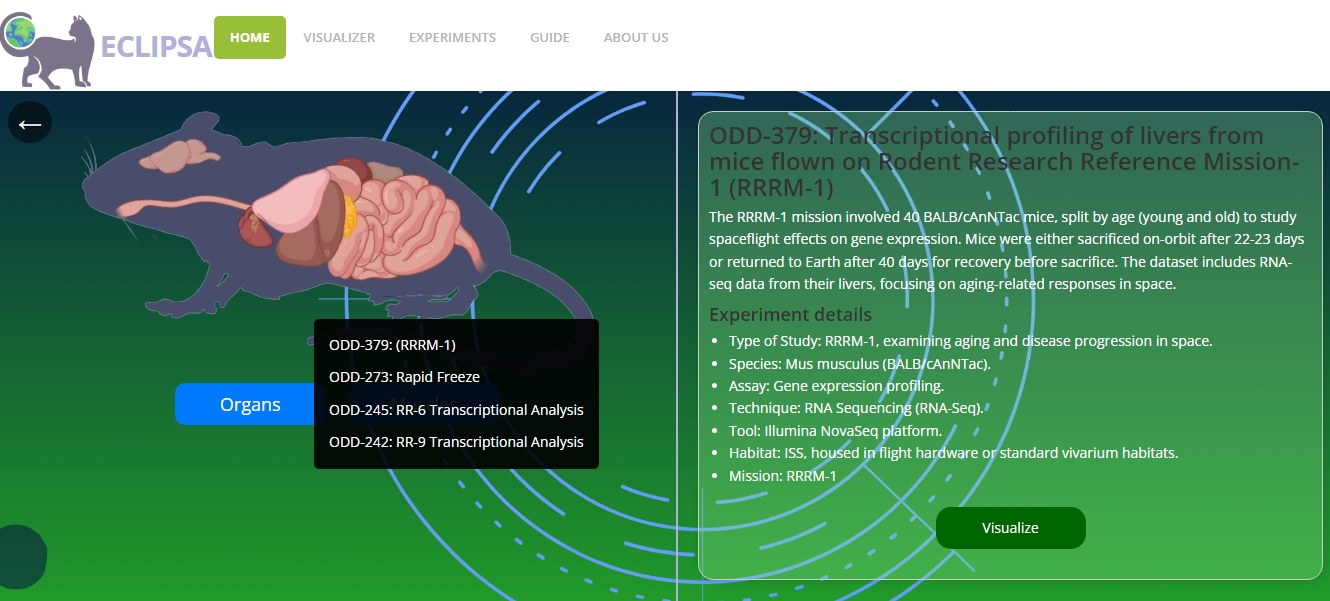 ECLIPSA
HOME
VISUALIZER
EXPERIMENTS
GUIDE
ABOUT US
ODD-379: (RRRM-1)
ODD-273: Rapid Freeze
ODD-245: RR-6 Transcriptional Analysis
ODD-242: RR-9 Transcriptional Analysis
Organs
ODD-379: Transcriptional profiling of livers from
mice flown on Rodent Research Reference Mission-
1 (RRRM-1)
The RRRM-1 mission involved 40 BALB/cAnNTac mice, split by age (young and old) to study
spaceflight effects on gene expression. Mice were either sacrificed on-orbit after 22-23 days
or returned to Earth after 40 days for recovery before sacrifice. The dataset includes RNA-
seq data from their livers, focusing on aging-related responses in space.
Experiment details
Type of Study: RRRM-1, examining aging and disease progression in space.
Species: Mus musculus (BALB/cAnNTac).
Assay: Gene expression profiling.
Technique: RNA Sequencing (RNA-Seq).
Tool: Illumina NovaSeq platform.
Habitat: ISS, housed in flight hardware or standard vivarium habitats.
Mission: RRRM-1
Visualize